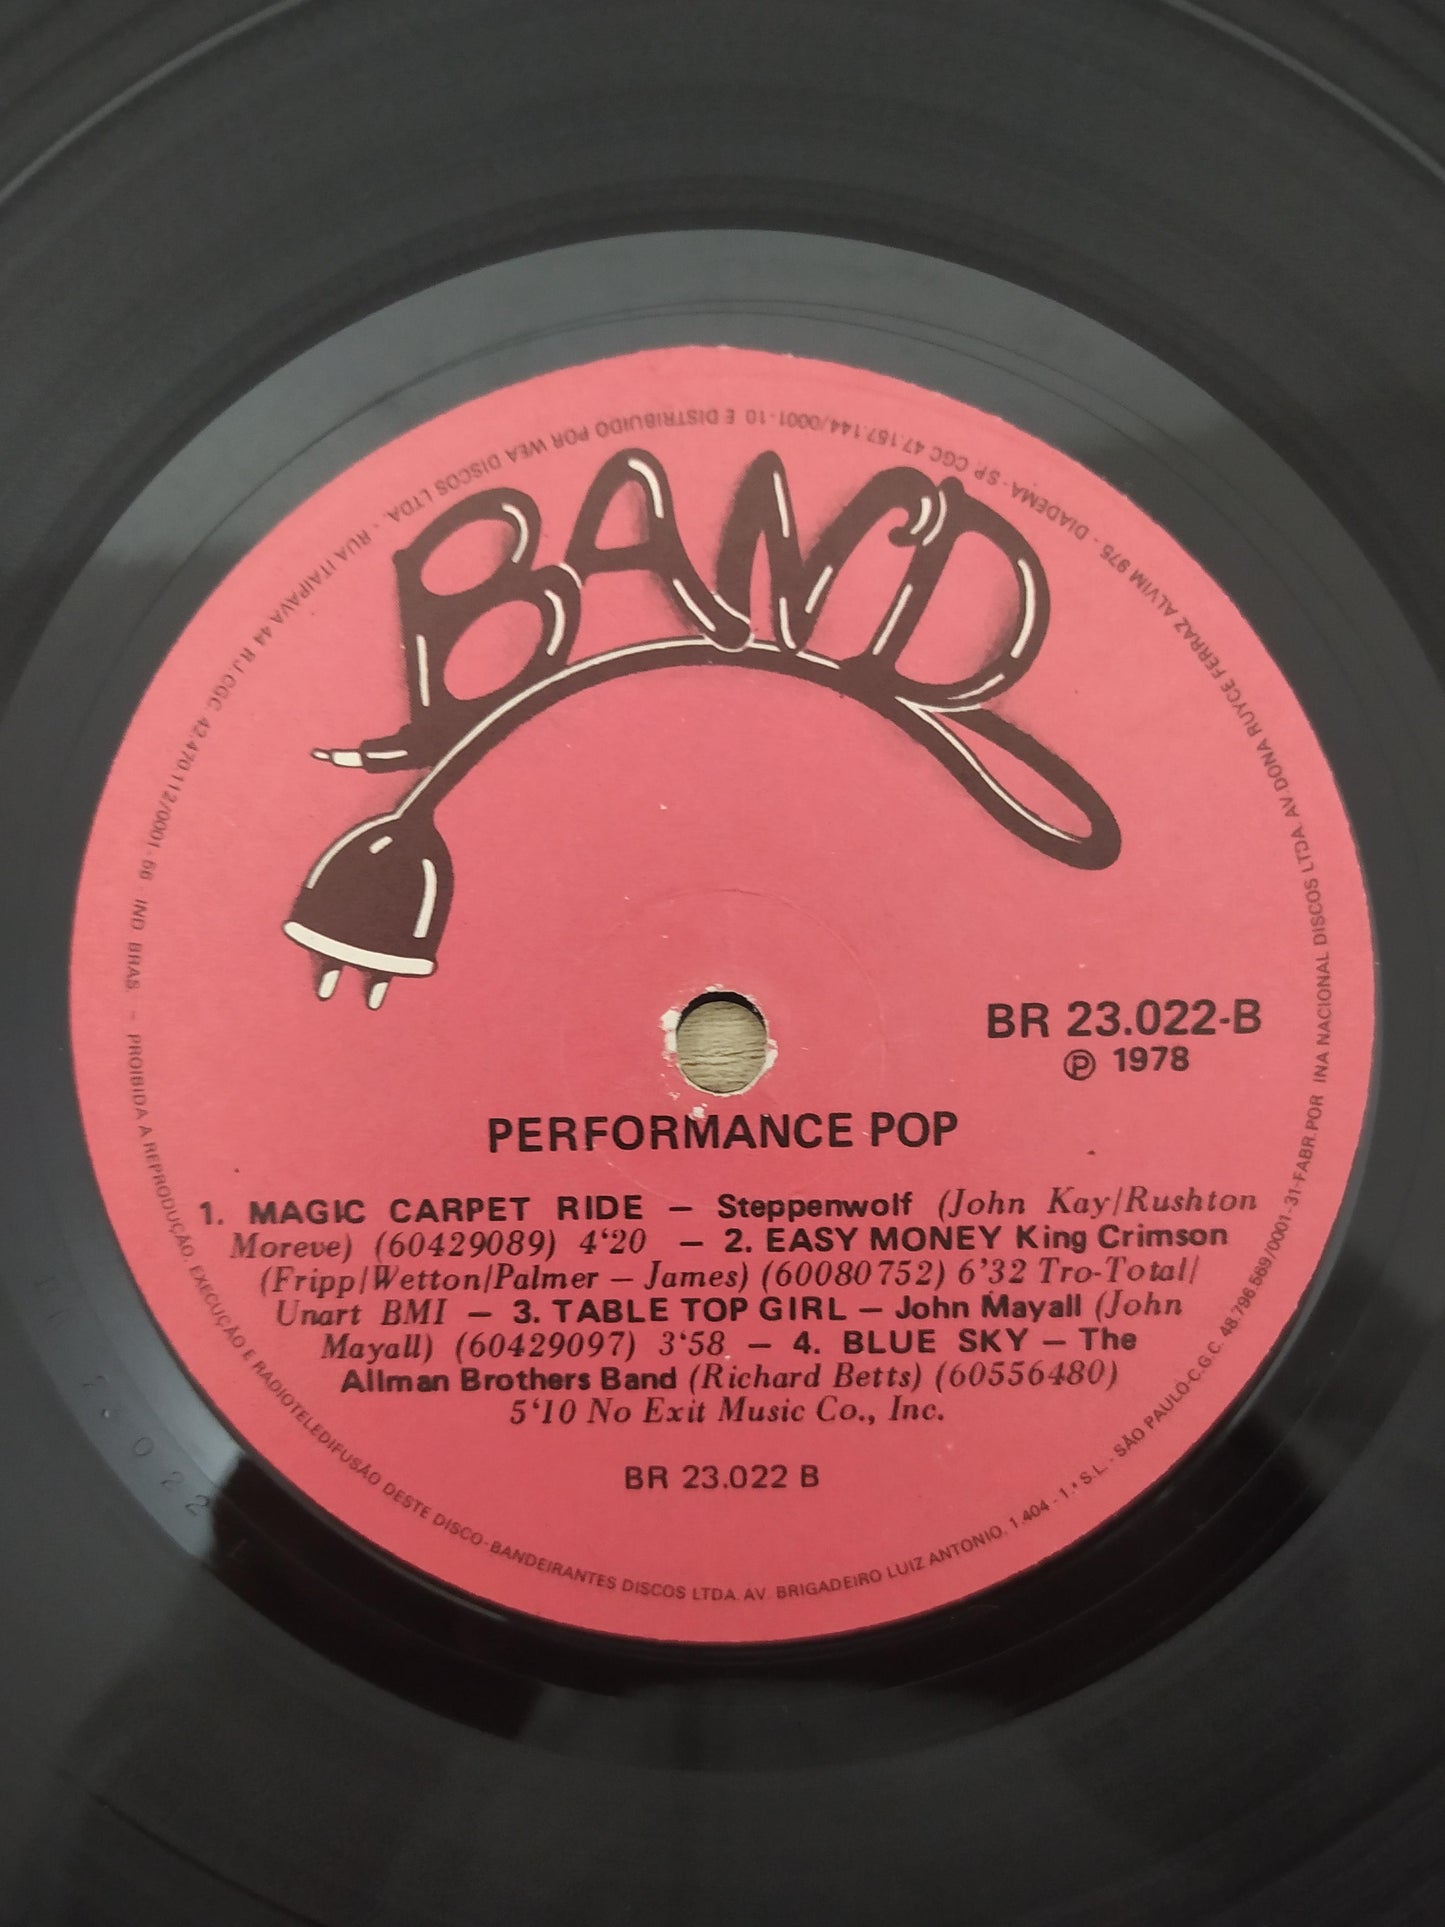 BAND
BR 23.022-B
℗ 1978
PERFORMANCE POP
1. MAGIC CARPET RIDE – Steppenwolf (John Kay/Rushton
Moreve) (60429089) 4‘20 – 2. EASY MONEY King Crimson
(Fripp/Wetton/Palmer – James) (60080752) 6’32 Tro-Total/
Unart BMI – 3. TABLE TOP GIRL – John Mayall (John
Mayall) (60429097) 3‘58 – 4. BLUE SKY – The
Allman Brothers Band (Richard Betts) (60556480)
5‘10 No Exit Music Co., Inc.
BR 23.022 B
PROIBIDA A REPRODUÇÃO, EXECUÇÃO E RADIOTELEDIFUSÃO DESTE DISCO-BANDEIRANTES DISCOS LTDA. AV. BRIGADEIRO LUIZ ANTONIO, 1.404 - 1.ª S.L. - SÃO PAULO-C.G.C. 48.796.569/0001-31-FABR.POR INA NACIONAL DISCOS LTDA. AV. DONA RUYCE FERRAZ ALVIM 975 - DIADEMA - SP CGC 47.157.144/0001-10 E DISTRIBUIDO POR WEA DISCOS LTDA. - RUA ITAIPAVA 44 R.J.CGC. 42.470.112/0001-66 - IND BRAS. –